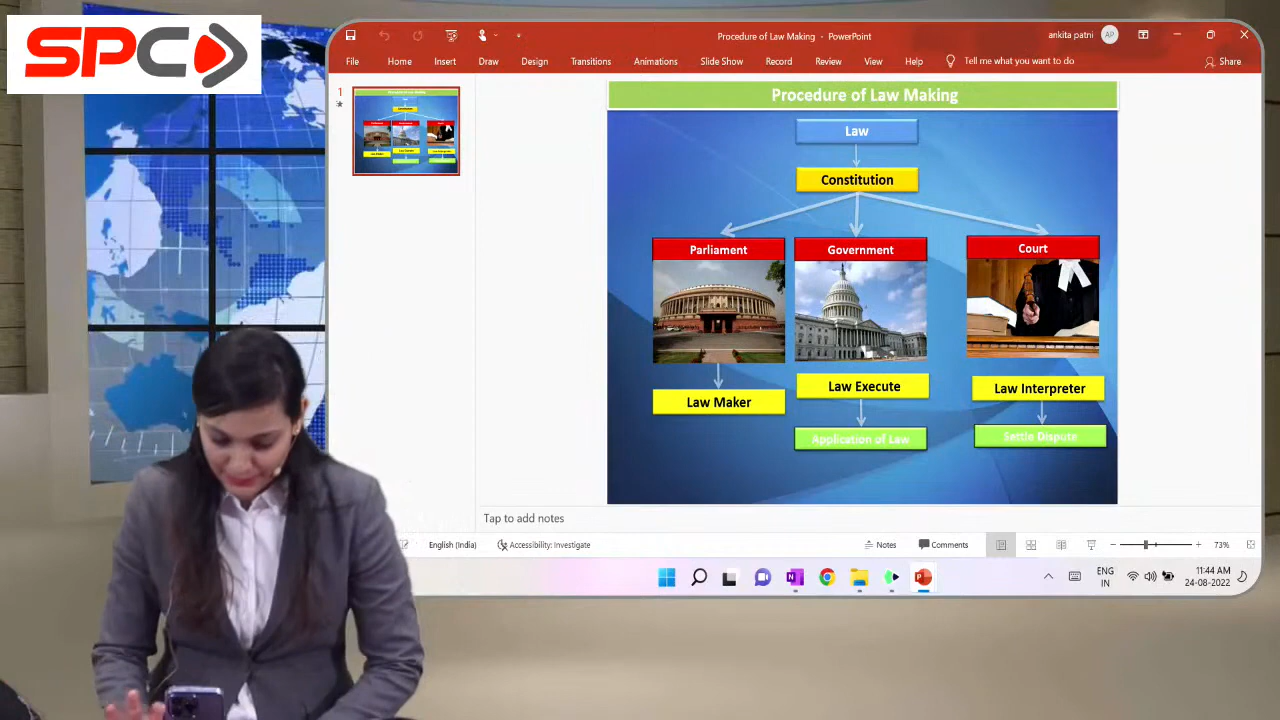 SPC
Procedure of Law Making - PowerPoint
ankita patni
AP
File Home Insert Draw Design Transitions Animations Slide Show Record Review View Help Tell me what you want to do Share
1
Procedure of Law Making
Law
Constitution
Parliament
Government
Court
Law Maker
Law Execute
Law Interpreter
Application of Law
Settle Dispute
Tap to add notes
English (India) Accessibility: Investigate Notes Comments 73%
ENG
IN
11:44 AM
24-08-2022